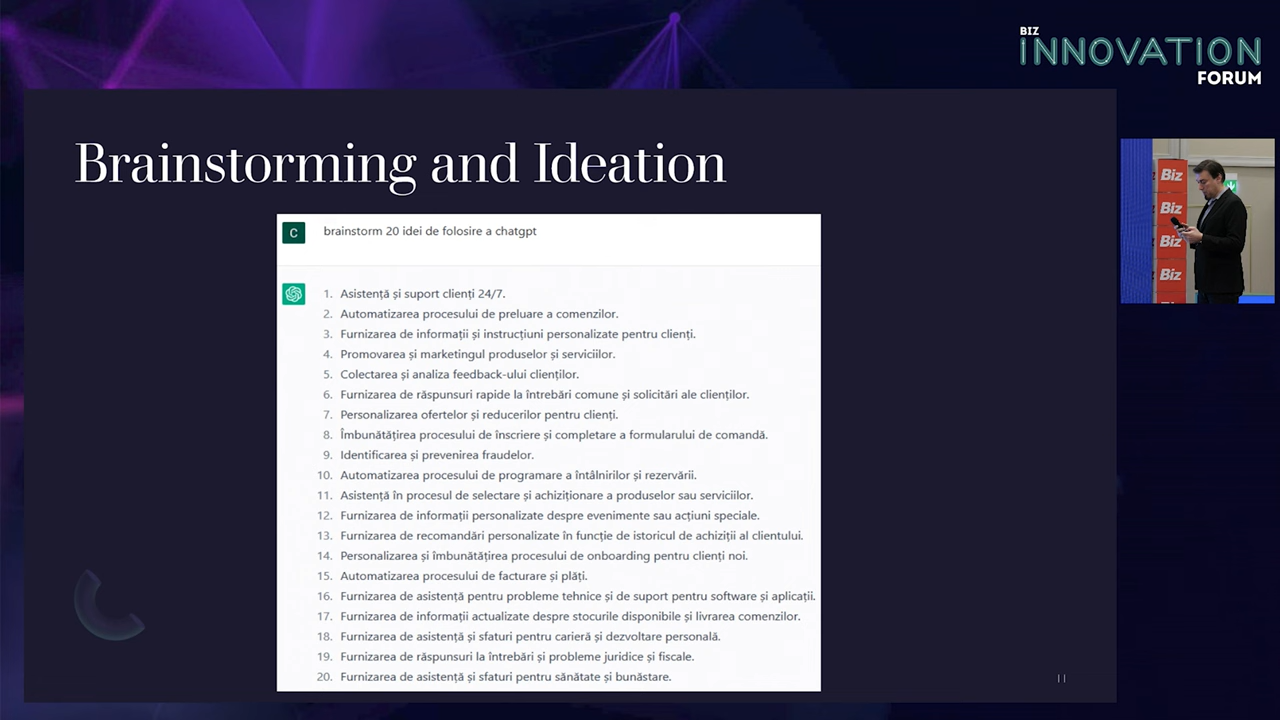 BIZ
INNOVATION
FORUM
Brainstorming and Ideation
C
brainstorm 20 idei de folosire a chatgpt
1. Asistență și suport clienți 24/7.
2. Automatizarea procesului de preluare a comenzilor.
3. Furnizarea de informații și instrucțiuni personalizate pentru clienți.
4. Promovarea și marketingul produselor și serviciilor.
5. Colectarea și analiza feedback-ului clienților.
6. Furnizarea de răspunsuri rapide la întrebări comune și solicitări ale clienților.
7. Personalizarea ofertelor și reducerilor pentru clienți.
8. Îmbunătățirea procesului de înscriere și completare a formularului de comandă.
9. Identificarea și prevenirea fraudelor.
10. Automatizarea procesului de programare a întâlnirilor și rezervării.
11. Asistență în procesul de selectare și achiziționare a produselor sau serviciilor.
12. Furnizarea de informații personalizate despre evenimente sau acțiuni speciale.
13. Furnizarea de recomandări personalizate în funcție de istoricul de achiziții al clientului.
14. Personalizarea și îmbunătățirea procesului de onboarding pentru clienți noi.
15. Automatizarea procesului de facturare și plăți.
16. Furnizarea de asistență pentru probleme tehnice și de suport pentru software și aplicații.
17. Furnizarea de informații actualizate despre stocurile disponibile și livrarea comenzilor.
18. Furnizarea de asistență și sfaturi pentru carieră și dezvoltare personală.
19. Furnizarea de răspunsuri la întrebări și probleme juridice și fiscale.
20. Furnizarea de asistență și sfaturi pentru sănătate și bunăstare.
11
Biz
Biz
Biz
Biz